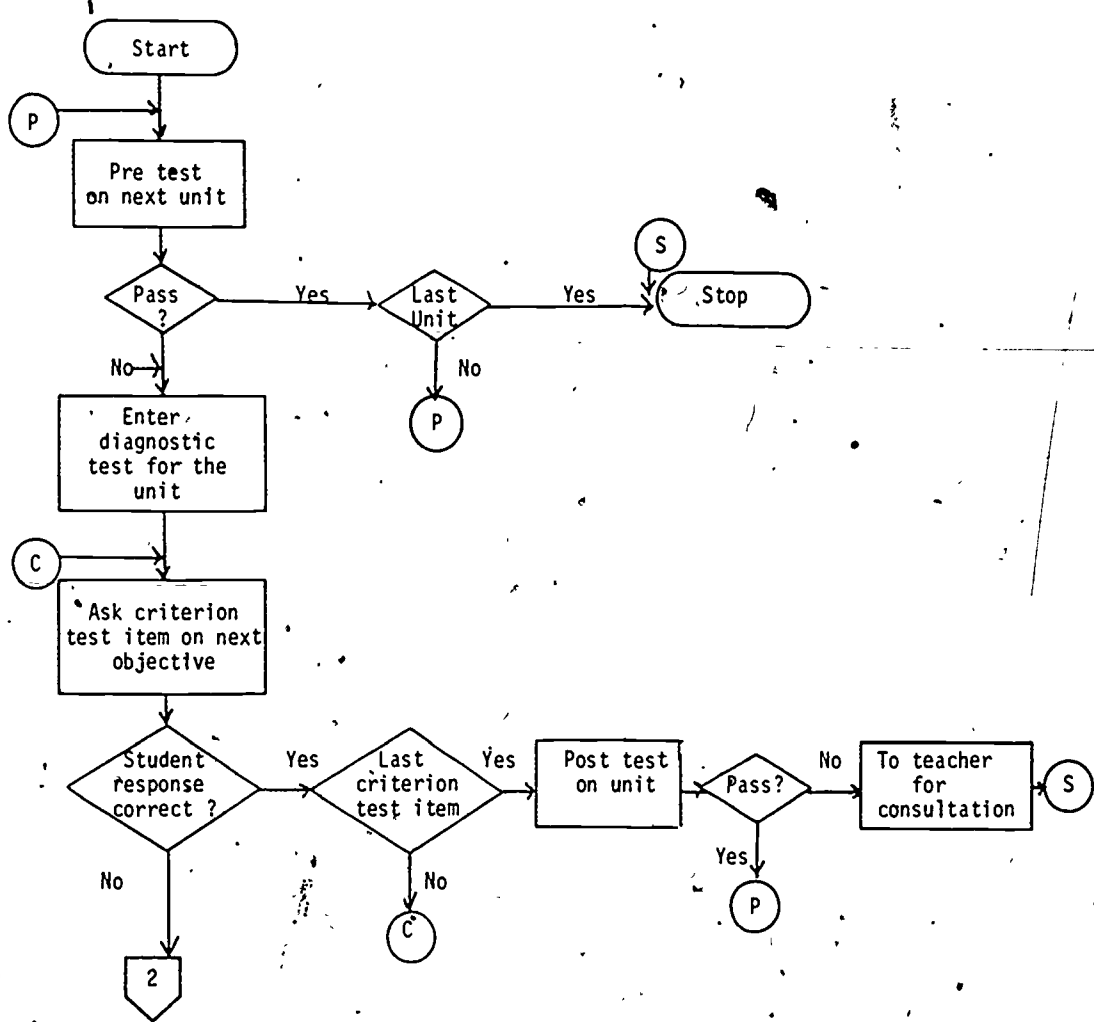 Start
P
Pre test
on next unit
S
Pass
?
Yes
Last
Unit
Yes
Stop
No
No
P
Enter
diagnostic
test for the
unit
C
Ask criterion
test item on next
objective
Student
response
correct ?
Yes
Last
criterion
test item
Yes
Post test
on unit
Pass?
No
To teacher
for
consultation
S
No
No
Yes
C
P
2